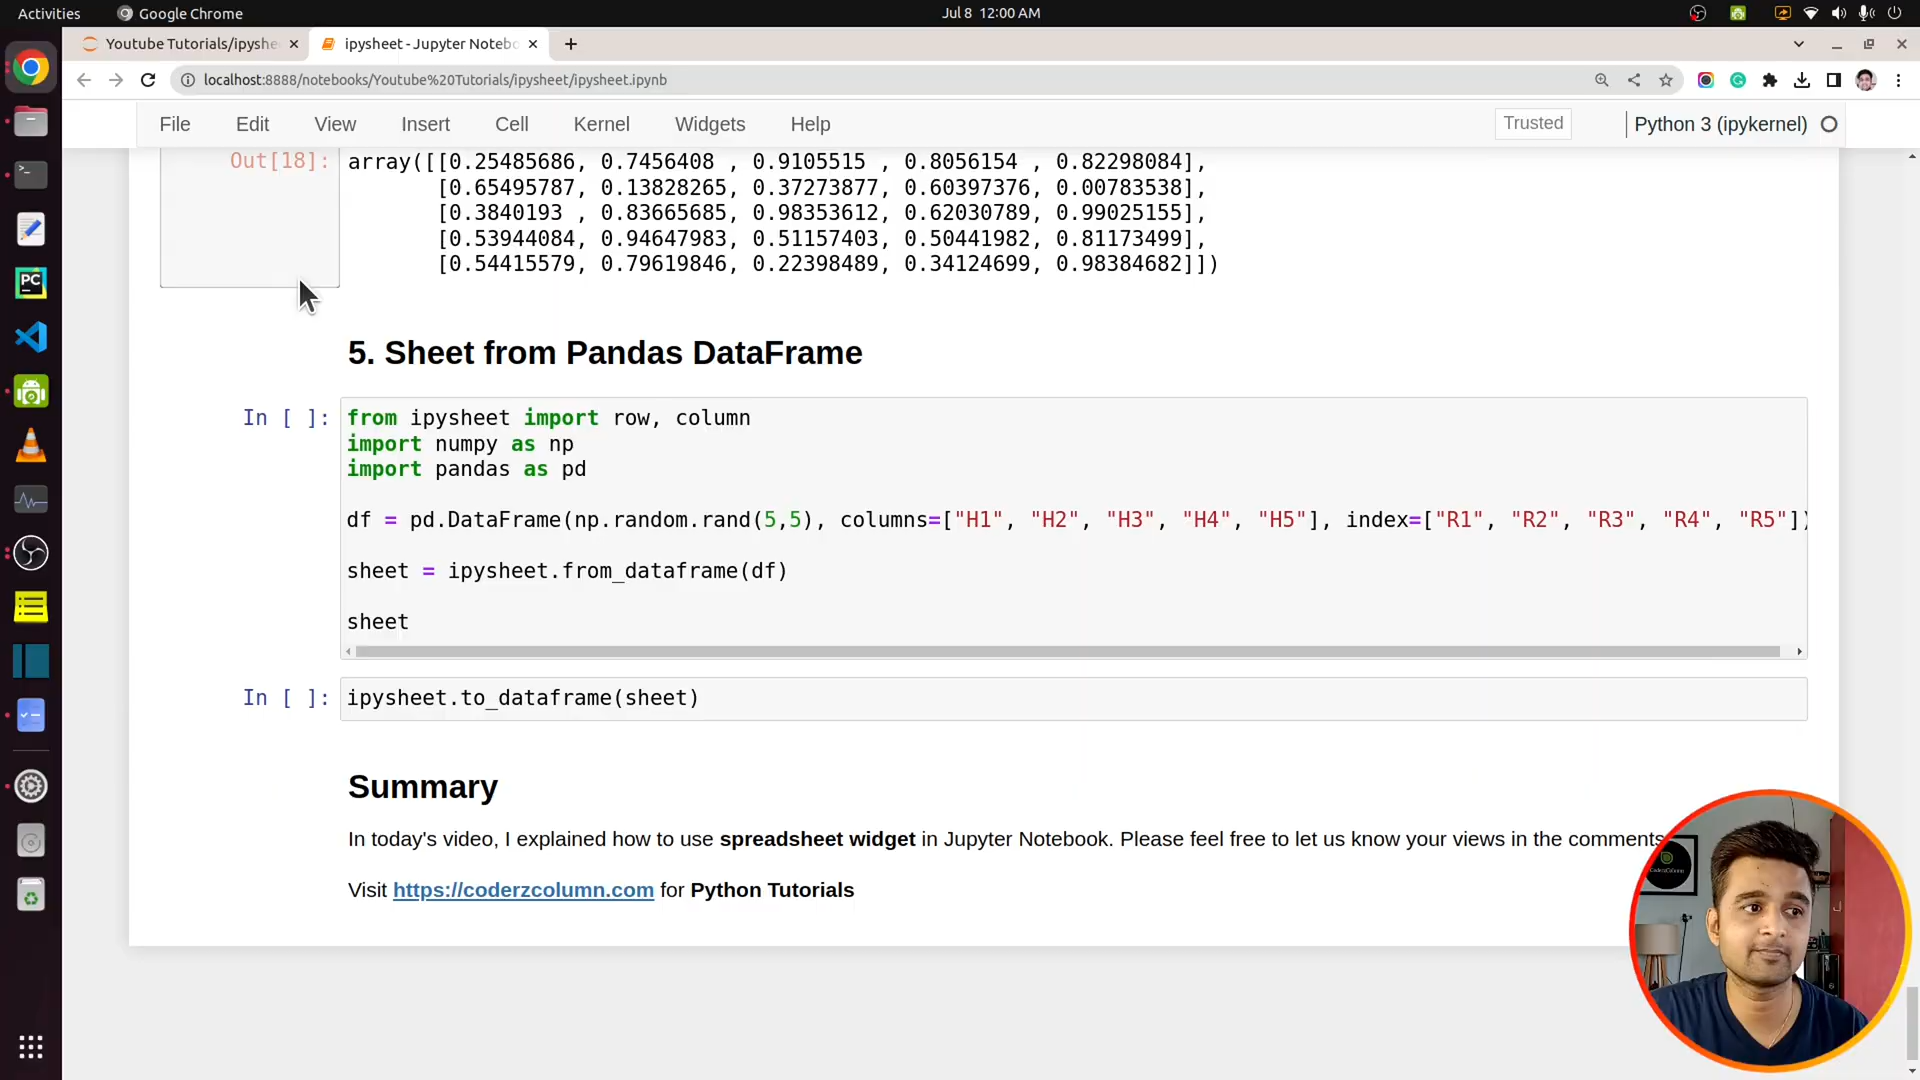 Activities
Google Chrome
Jul 8 12:00 AM
Youtube Tutorials/ipyshe
ipysheet - Jupyter Notebo
localhost:8888/notebooks/Youtube%20Tutorials/ipysheet/ipysheet.ipynb
File Edit View Insert Cell Kernel Widgets Help
Trusted
Python 3 (ipykernel)
Out[18]: array([[0.25485686, 0.7456408 , 0.9105515 , 0.8056154 , 0.82298084],
[0.65495787, 0.13828265, 0.37273877, 0.60397376, 0.00783538],
[0.3840193 , 0.83665685, 0.98353612, 0.62030789, 0.99025155],
[0.53944084, 0.94647983, 0.51157403, 0.50441982, 0.81173499],
[0.54415579, 0.79619846, 0.22398489, 0.34124699, 0.98384682]])
5. Sheet from Pandas DataFrame
In [ ]: from ipysheet import row, column
import numpy as np
import pandas as pd
df = pd.DataFrame(np.random.rand(5,5), columns=["H1", "H2", "H3", "H4", "H5"], index=["R1", "R2", "R3", "R4", "R5"])
sheet = ipysheet.from_dataframe(df)
sheet
In [ ]: ipysheet.to_dataframe(sheet)
Summary
In today's video, I explained how to use spreadsheet widget in Jupyter Notebook. Please feel free to let us know your views in the comments
Visit https://coderzcolumn.com for Python Tutorials
PC
CoderzColumn